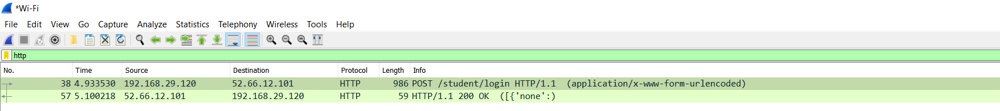 *Wi-Fi
File Edit View Go Capture Analyze Statistics Telephony Wireless Tools Help
http
No. Time Source Destination Protocol Length Info
38 4.933530 192.168.29.120 52.66.12.101 HTTP 986 POST /student/login HTTP/1.1 (application/x-www-form-urlencoded)
57 5.100218 52.66.12.101 192.168.29.120 HTTP 59 HTTP/1.1 200 OK ([{'none':)